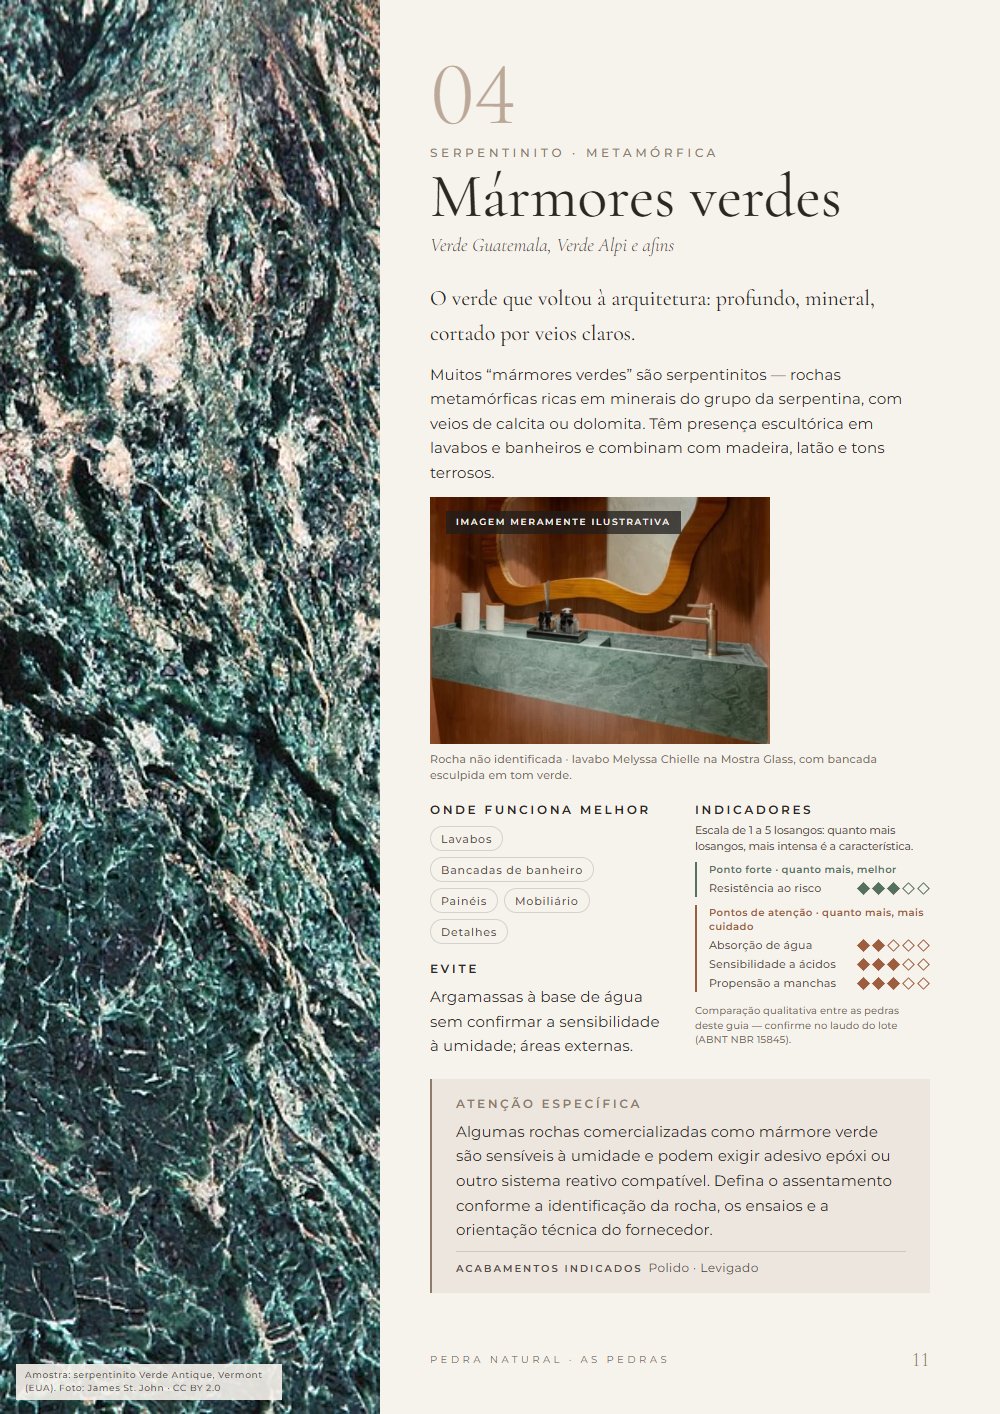 04
SERPENTINITO · METAMÓRFICA
Mármores verdes
Verde Guatemala, Verde Alpi e afins
O verde que voltou à arquitetura: profundo, mineral,
cortado por veios claros.
Muitos “mármores verdes” são serpentinitos — rochas
metamórficas ricas em minerais do grupo da serpentina, com
veios de calcita ou dolomita. Têm presença escultórica em
lavabos e banheiros e combinam com madeira, latão e tons
terrosos.
IMAGEM MERAMENTE ILUSTRATIVA
Rocha não identificada · lavabo Melyssa Chielle na Mostra Glass, com bancada
esculpida em tom verde.
ONDE FUNCIONA MELHOR
Lavabos
Bancadas de banheiro
Painéis Mobiliário
Detalhes
EVITE
Argamassas à base de água
sem confirmar a sensibilidade
à umidade; áreas externas.
INDICADORES
Escala de 1 a 5 losangos: quanto mais
losangos, mais intensa é a característica.
Ponto forte · quanto mais, melhor
Resistência ao risco ◆◆◆◇◇
Pontos de atenção · quanto mais, mais
cuidado
Absorção de água ◆◆◇◇◇
Sensibilidade a ácidos ◆◆◆◇◇
Propensão a manchas ◆◆◆◇◇
Comparação qualitativa entre as pedras
deste guia — confirme no laudo do lote
(ABNT NBR 15845).
ATENÇÃO ESPECÍFICA
Algumas rochas comercializadas como mármore verde
são sensíveis à umidade e podem exigir adesivo epóxi ou
outro sistema reativo compatível. Defina o assentamento
conforme a identificação da rocha, os ensaios e a
orientação técnica do fornecedor.
ACABAMENTOS INDICADOS Polido · Levigado
Amostra: serpentinito Verde Antique, Vermont
(EUA). Foto: James St. John · CC BY 2.0
PEDRA NATURAL · AS PEDRAS 11